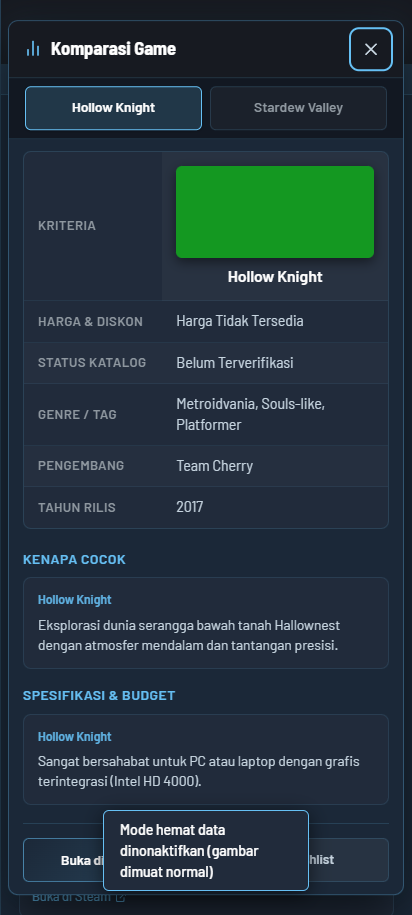 Komparasi Game
Hollow Knight
Stardew Valley
KRITERIA
Hollow Knight
HARGA & DISKON
Harga Tidak Tersedia
STATUS KATALOG
Belum Terverifikasi
GENRE / TAG
Metroidvania, Souls-like,
Platformer
PENGEMBANG
Team Cherry
TAHUN RILIS
2017
KENAPA COCOK
Hollow Knight
Eksplorasi dunia serangga bawah tanah Hallownest
dengan atmosfer mendalam dan tantangan presisi.
SPESIFIKASI & BUDGET
Hollow Knight
Sangat bersahabat untuk PC atau laptop dengan grafis
terintegrasi (Intel HD 4000).
Mode hemat data
dinonaktifkan (gambar
dimuat normal)
Buka
Buka di Steam